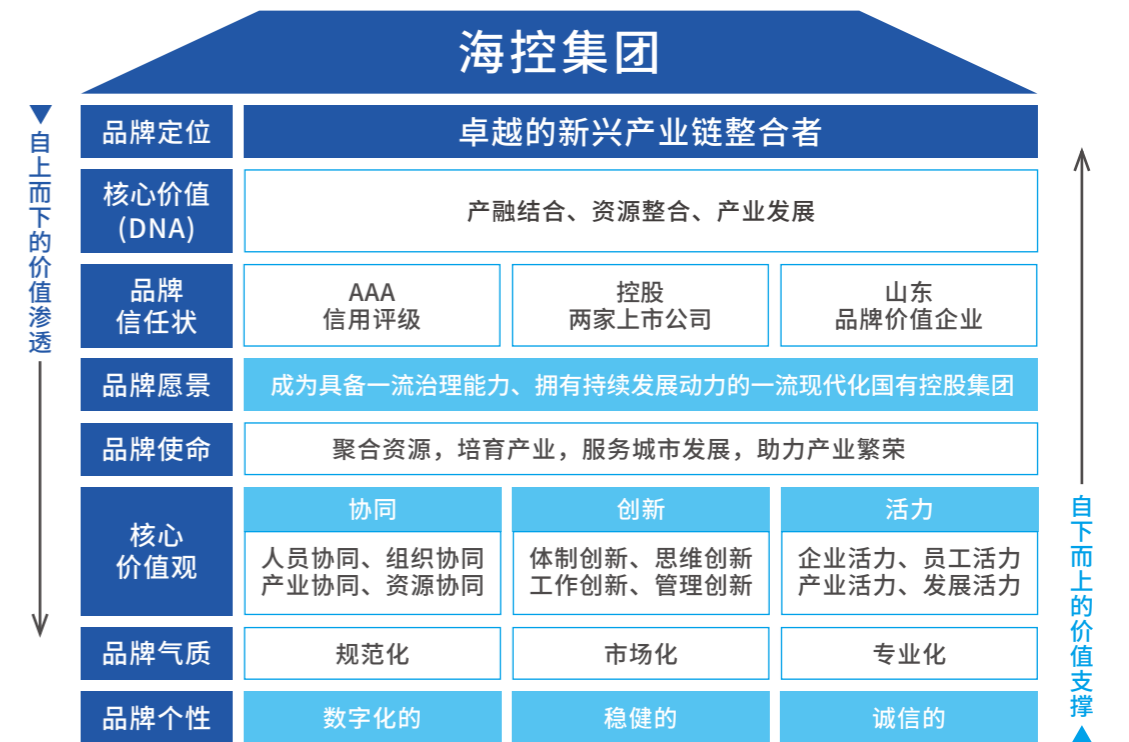 海控集团
自上而下的价值渗透
品牌定位
卓越的新兴产业链整合者
核心价值
(DNA)
产融结合、资源整合、产业发展
品牌
信任状
AAA
信用评级
控股
两家上市公司
山东
品牌价值企业
品牌愿景
成为具备一流治理能力、拥有持续发展动力的一流现代化国有控股集团
品牌使命
聚合资源，培育产业，服务城市发展，助力产业繁荣
核心
价值观
协同
人员协同、组织协同
产业协同、资源协同
创新
体制创新、思维创新
工作创新、管理创新
活力
企业活力、员工活力
产业活力、发展活力
品牌气质
规范化
市场化
专业化
品牌个性
数字化的
稳健的
诚信的
自下而上的价值支撑